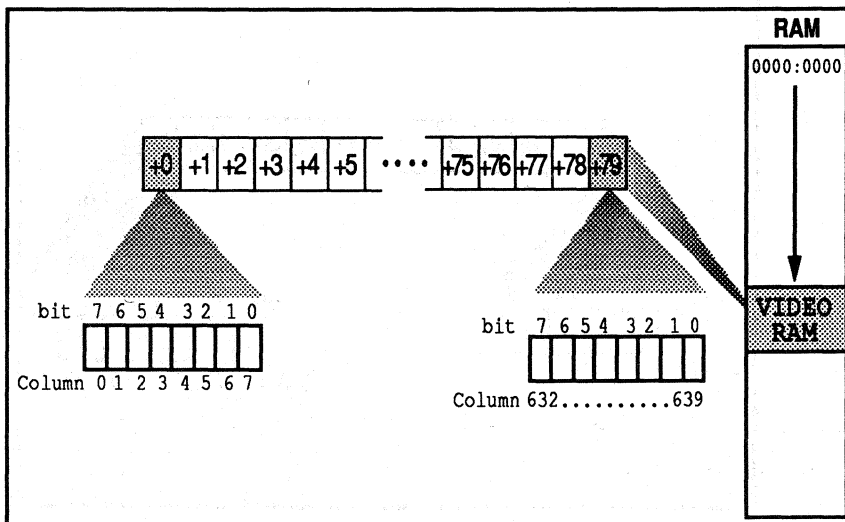 RAM
0000:0000
+0 +1 +2 +3 +4 +5 •••• +75 +76 +77 +78 +79
bit 7 6 5 4 3 2 1 0
Column 0 1 2 3 4 5 6 7
bit 7 6 5 4 3 2 1 0
Column 632..........639
VIDEO
RAM